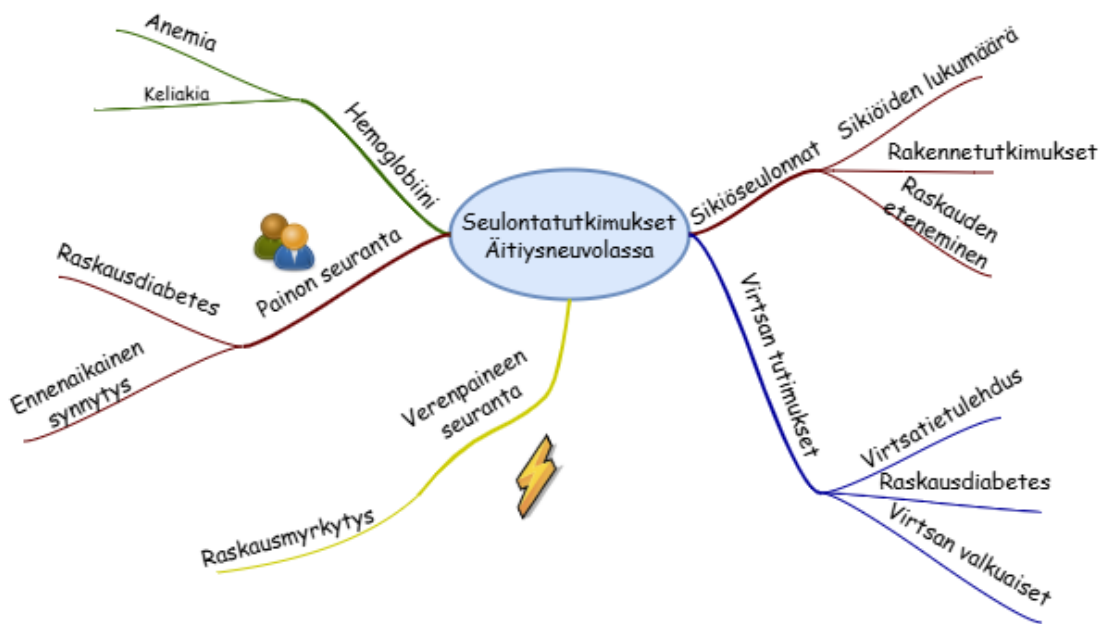 Seulontatutkimukset
Äitiysneuvolassa
Hemoglobiini
Anemia
Keliakia
Painon seuranta
Raskausdiabetes
Ennenaikainen
synnytys
Verenpaineen
seuranta
Raskausmyrkytys
Sikiöseulonnat
Sikiöiden lukumäärä
Rakennetutkimukset
Raskauden
eteneminen
Virtsan tutimukset
Virtsatietulehdus
Raskausdiabetes
Virtsan valkuaiset